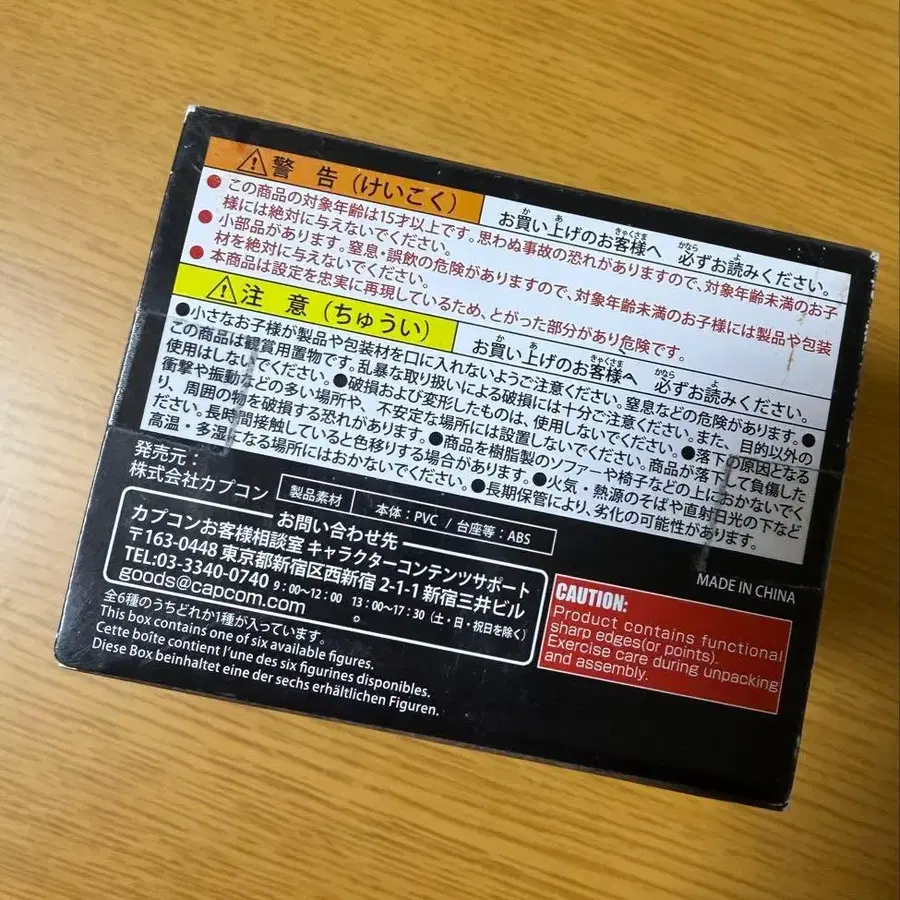 警 告 (けいこく)
お買い上げのお客様へ 必ずお読みください。
●この商品の対象年齢は15才以上です。思わぬ事故の恐れがありますので、対象年齢未満のお子
様には絶対に与えないでください。
●小部品があります。窒息・誤飲の危険がありますので、対象年齢未満のお子様には製品や包装
材を絶対に与えないでください。
●本商品は設定を忠実に再現しているため、とがった部分があり危険です。
注 意 (ちゅうい)
お買い上げのお客様へ 必ずお読みください。
●小さなお子様が製品や包装材を口に入れないようご注意ください。窒息などの危険があります。●
この商品は観賞用置物です。乱暴な取り扱いによる破損には十分ご注意ください。また、目的以外の
使用はしないでください。●破損および変形したものは、使用しないでください。●落下の原因となる
衝撃や振動などの多い場所や、不安定な場所には設置しないでください。商品が落下して負傷した
り、周囲の物を破損する恐れがあります。●商品を樹脂製のソファーや椅子などの上におかないでく
ださい。長時間接触していると色移りする場合があります。●火気・熱源のそばや直射日光の下など
高温・多湿になる場所にはおかないでください。●長期保管により、劣化の可能性があります。
発売元：
株式会社カプコン
製品素材 本体：PVC / 台座等：ABS
お問い合わせ先
カプコンお客様相談室 キャラクターコンテンツサポート
〒163-0448 東京都新宿区西新宿 2-1-1 新宿三井ビル
TEL:03-3340-0740 9：00～12：00 13：00～17：30（土・日・祝日を除く）
goods@capcom.com
MADE IN CHINA
CAUTION:
Product contains functional
sharp edges(or points).
Exercise care during unpacking
and assembly.
全6種のうちどれか1種が入っています。
This box contains one of six available figures.
Cette boîte contient l'une des six figurines disponibles.
Diese Box beinhaltet eine der sechs erhältlichen Figuren.